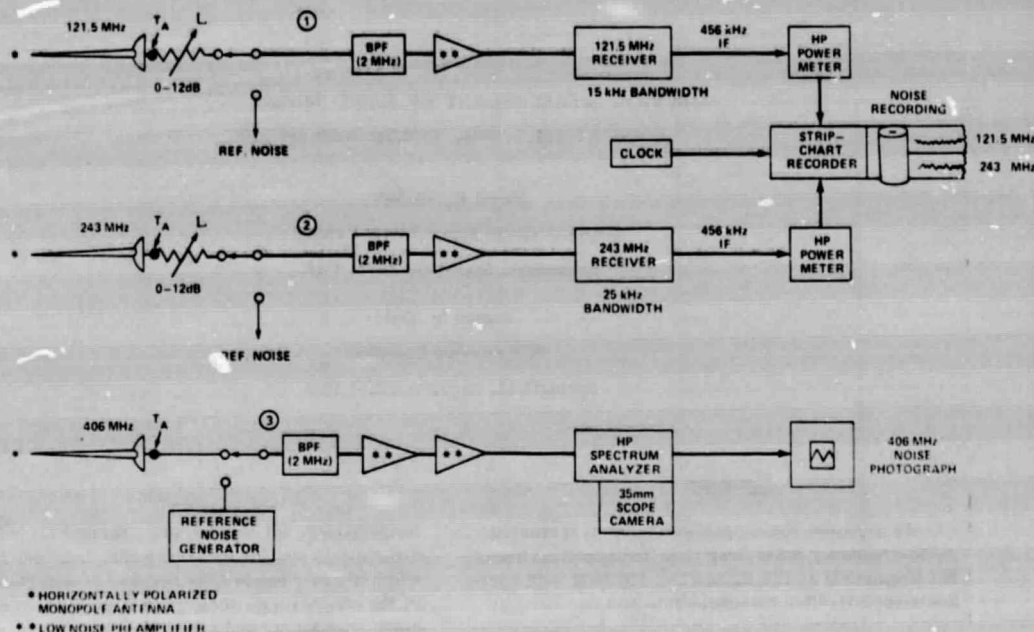 121.5 MHz
T_A
L.
①
456 kHz
IF
*
BPF
(2 MHz)
* *
121.5 MHz
RECEIVER
HP
POWER
METER
0–12dB
15 kHz BANDWIDTH
NOISE
RECORDING
REF. NOISE
CLOCK
STRIP–
CHART
RECORDER
121.5 MHz
243 MHz
243 MHz
T_A
L.
②
456 kHz
IF
*
BPF
(2 MHz)
* *
243 MHz
RECEIVER
HP
POWER
METER
0–12dB
25 kHz
BANDWIDTH
REF. NOISE
406 MHz
T_A
③
*
BPF
(2 MHz)
* *
* *
HP
SPECTRUM
ANALYZER
406 MHz
NOISE
PHOTOGRAPH
35mm
SCOPE
CAMERA
REFERENCE
NOISE
GENERATOR
* HORIZONTALLY POLARIZED
MONOPOLE ANTENNA
* * LOW NOISE PREAMPLIFIER